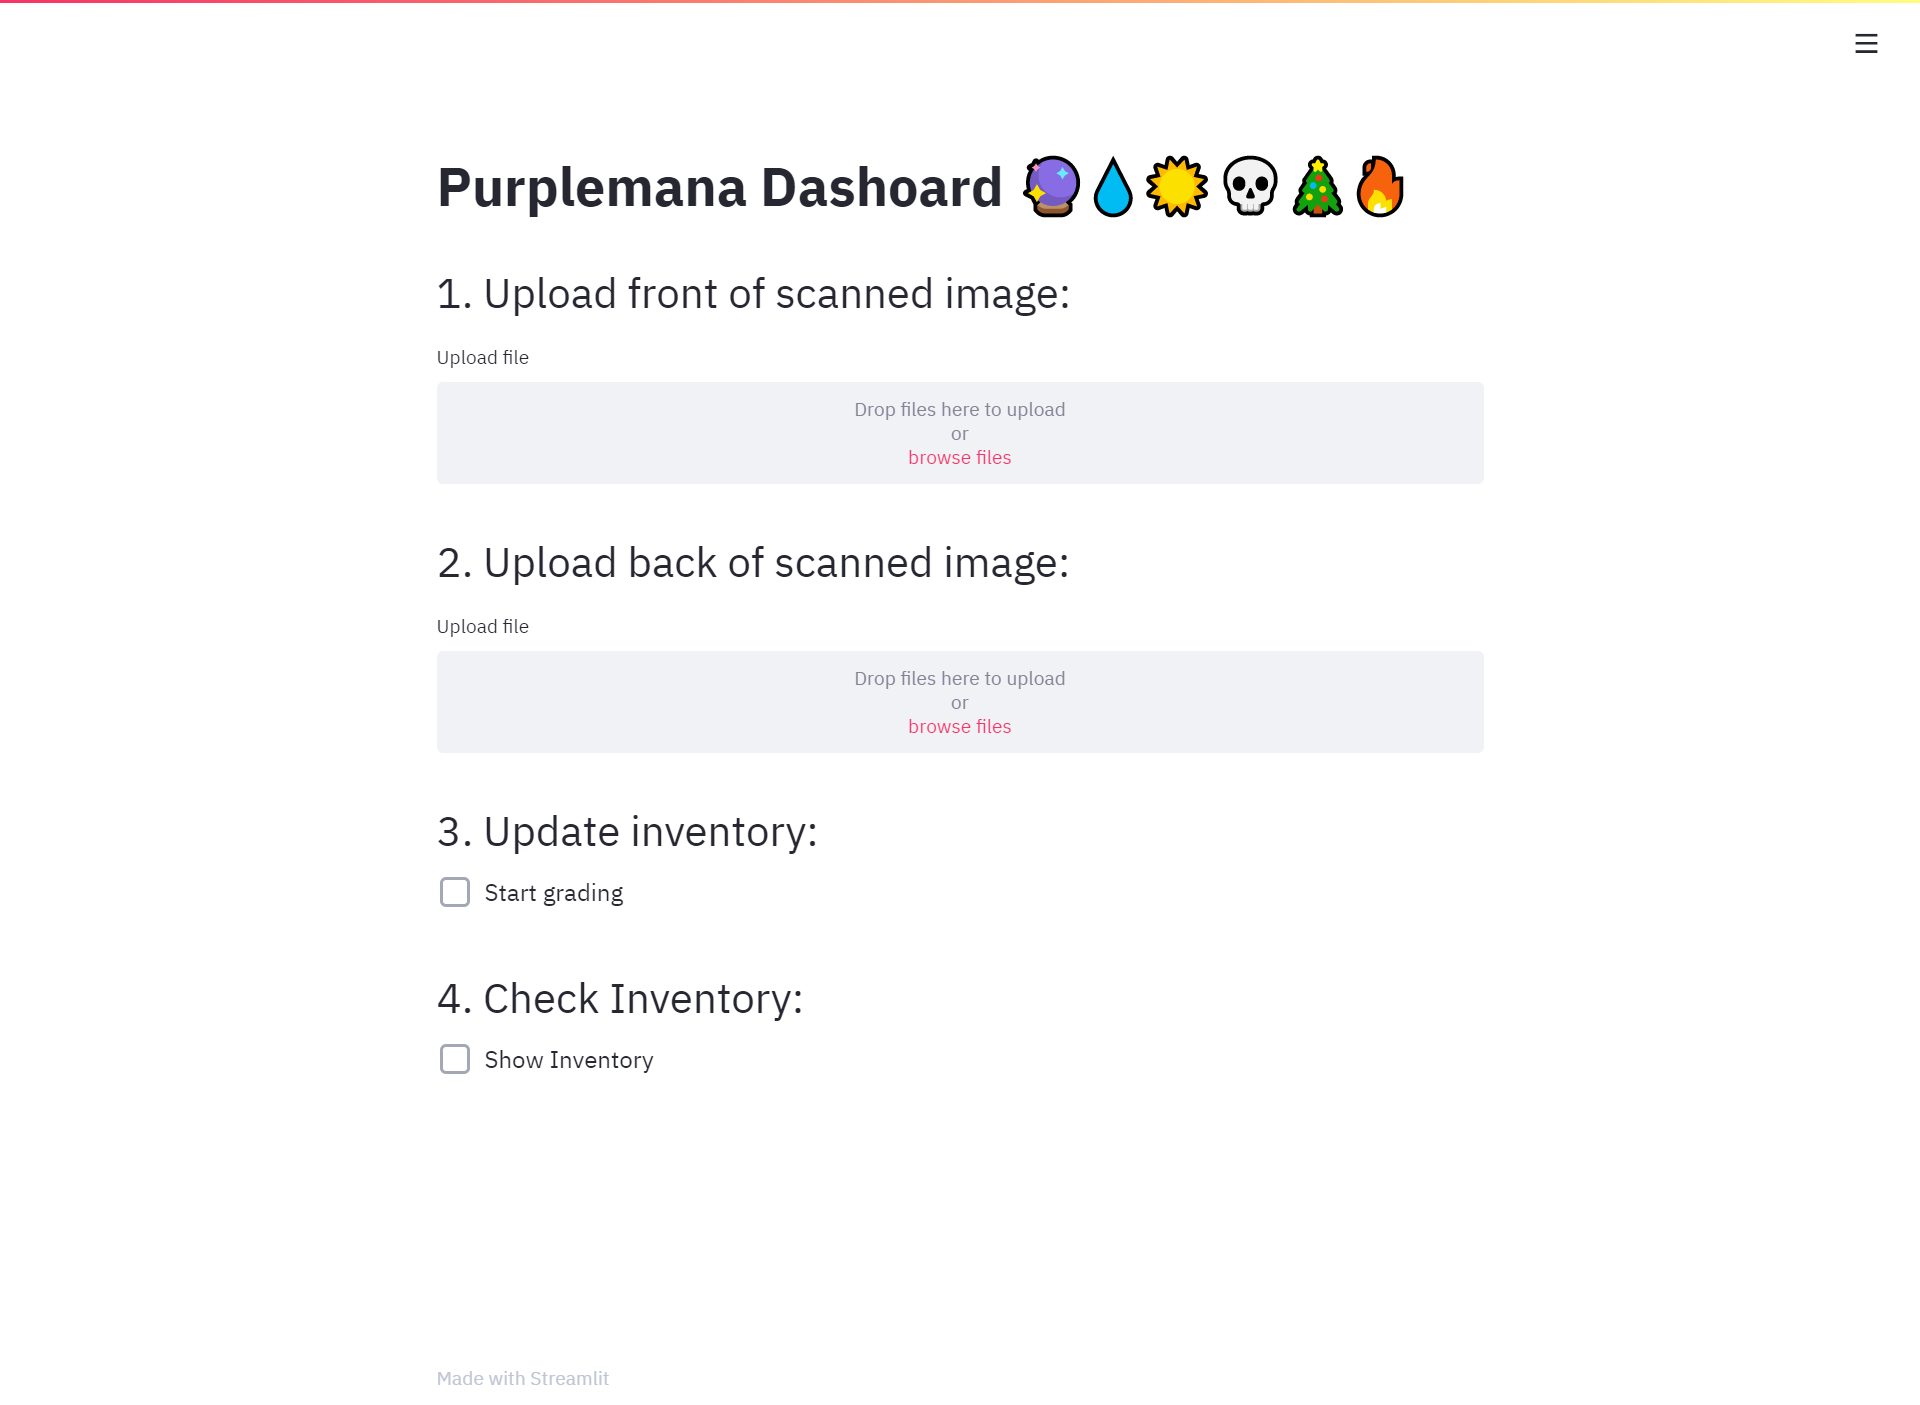 Purplemana Dashoard 🔮💧☀️💀🎄🔥
1. Upload front of scanned image:
Upload file
Drop files here to upload
or
browse files
2. Upload back of scanned image:
Upload file
Drop files here to upload
or
browse files
3. Update inventory:
Start grading
4. Check Inventory:
Show Inventory
Made with Streamlit